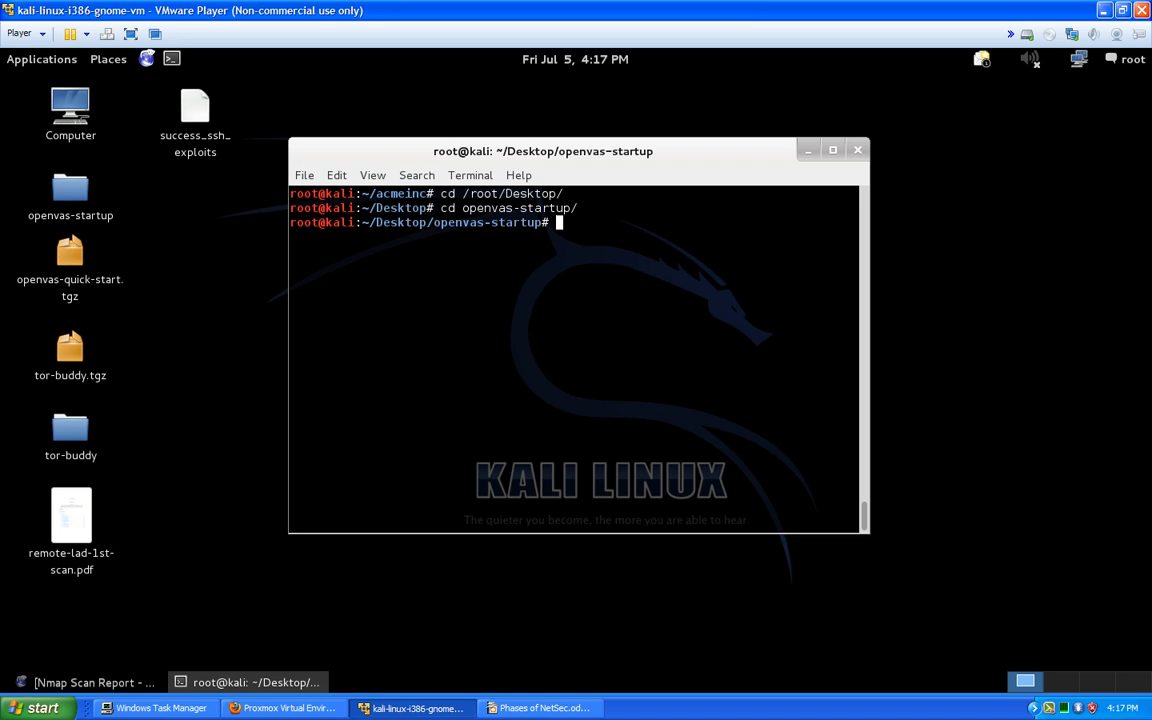 kali-linux-i386-gnome-vm - VMware Player (Non-commercial use only)
Player
Applications Places Fri Jul 5, 4:17 PM root
Computer
success_ssh_
exploits
openvas-startup
openvas-quick-start.
tgz
tor-buddy.tgz
tor-buddy
remote-lad-1st-
scan.pdf
root@kali: ~/Desktop/openvas-startup
File Edit View Search Terminal Help
root@kali:~/acmeinc# cd /root/Desktop/
root@kali:~/Desktop# cd openvas-startup/
root@kali:~/Desktop/openvas-startup#
KALI LINUX
The quieter you become, the more you are able to hear
[Nmap Scan Report - ... root@kali: ~/Desktop/...
start Windows Task Manager Proxmox Virtual Envir... kali-linux-i386-gnome... Phases of NetSec.od... 4:17 PM